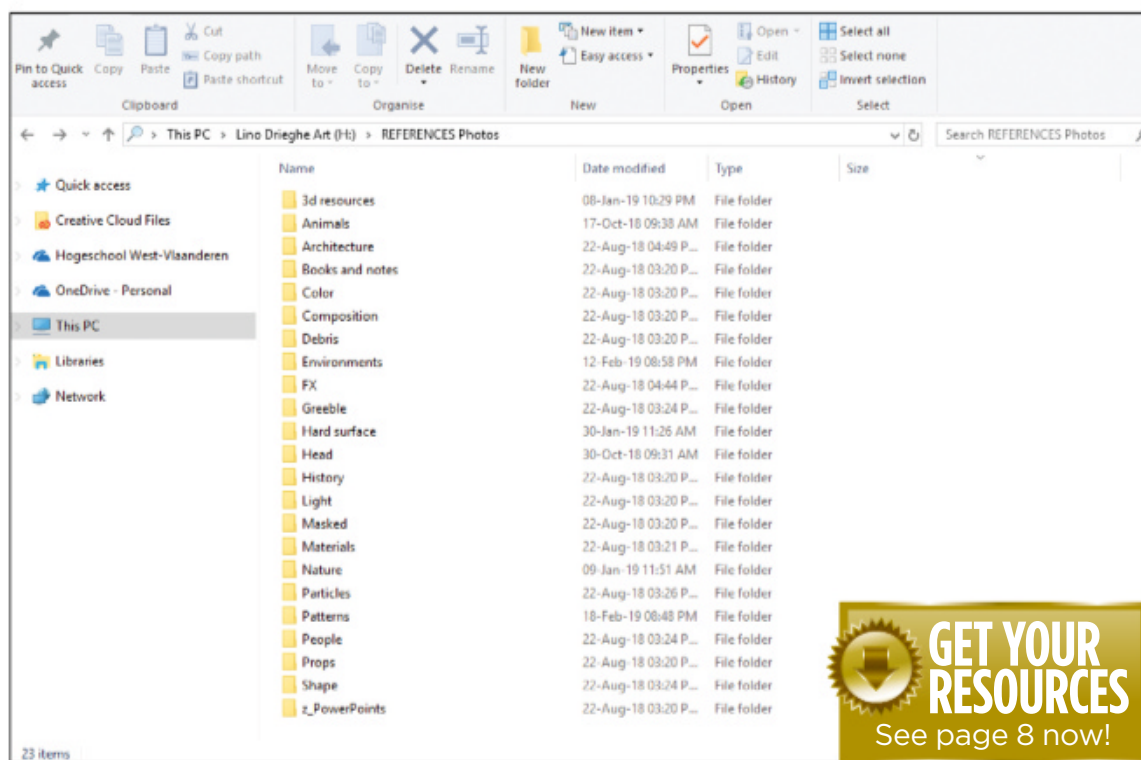 Pin to Quick access
Copy
Paste
Cut
Copy path
Paste shortcut
Clipboard
Move to
Copy to
Delete
Rename
Organise
New folder
New item
Easy access
New
Properties
Open
Edit
History
Open
Select all
Select none
Invert selection
Select
This PC > Lino Drieghe Art (H:) > REFERENCES Photos
Search REFERENCES Photos
Quick access
Creative Cloud Files
Hogeschool West-Vlaanderen
OneDrive - Personal
This PC
Libraries
Network
Name Date modified Type Size
3d resources 08-Jan-19 10:29 PM File folder
Animals 17-Oct-18 09:38 AM File folder
Architecture 22-Aug-18 04:49 P... File folder
Books and notes 22-Aug-18 03:20 P... File folder
Color 22-Aug-18 03:20 P... File folder
Composition 22-Aug-18 03:20 P... File folder
Debris 22-Aug-18 03:20 P... File folder
Environments 12-Feb-19 08:58 PM File folder
FX 22-Aug-18 04:44 P... File folder
Greeble 22-Aug-18 03:24 P... File folder
Hard surface 30-Jan-19 11:26 AM File folder
Head 30-Oct-18 09:31 AM File folder
History 22-Aug-18 03:20 P... File folder
Light 22-Aug-18 03:20 P... File folder
Masked 22-Aug-18 03:20 P... File folder
Materials 22-Aug-18 03:21 P... File folder
Nature 09-Jan-19 11:51 AM File folder
Particles 22-Aug-18 03:26 P... File folder
Patterns 18-Feb-19 08:48 PM File folder
People 22-Aug-18 03:24 P... File folder
Props 22-Aug-18 03:20 P... File folder
Shape 22-Aug-18 03:24 P... File folder
z_PowerPoints 22-Aug-18 03:20 P... File folder
23 items
GET YOUR
RESOURCES
See page 8 now!